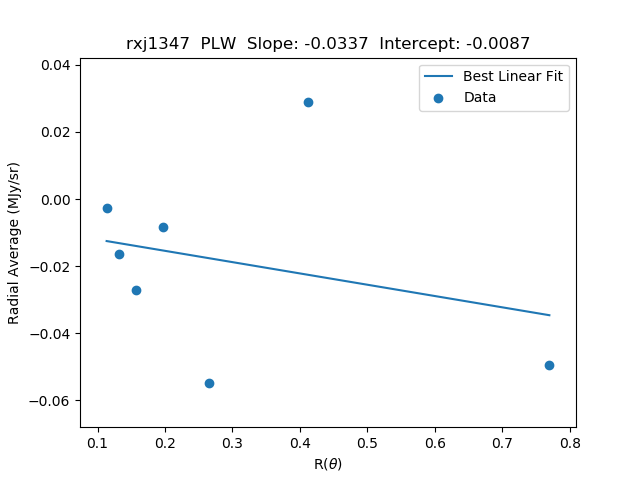 rxj1347  PLW  Slope: -0.0337  Intercept: -0.0087
Best Linear Fit
Data
Radial Average (MJy/sr)
0.04
0.02
0.00
−0.02
−0.04
−0.06
0.1 0.2 0.3 0.4 0.5 0.6 0.7 0.8
R(θ)